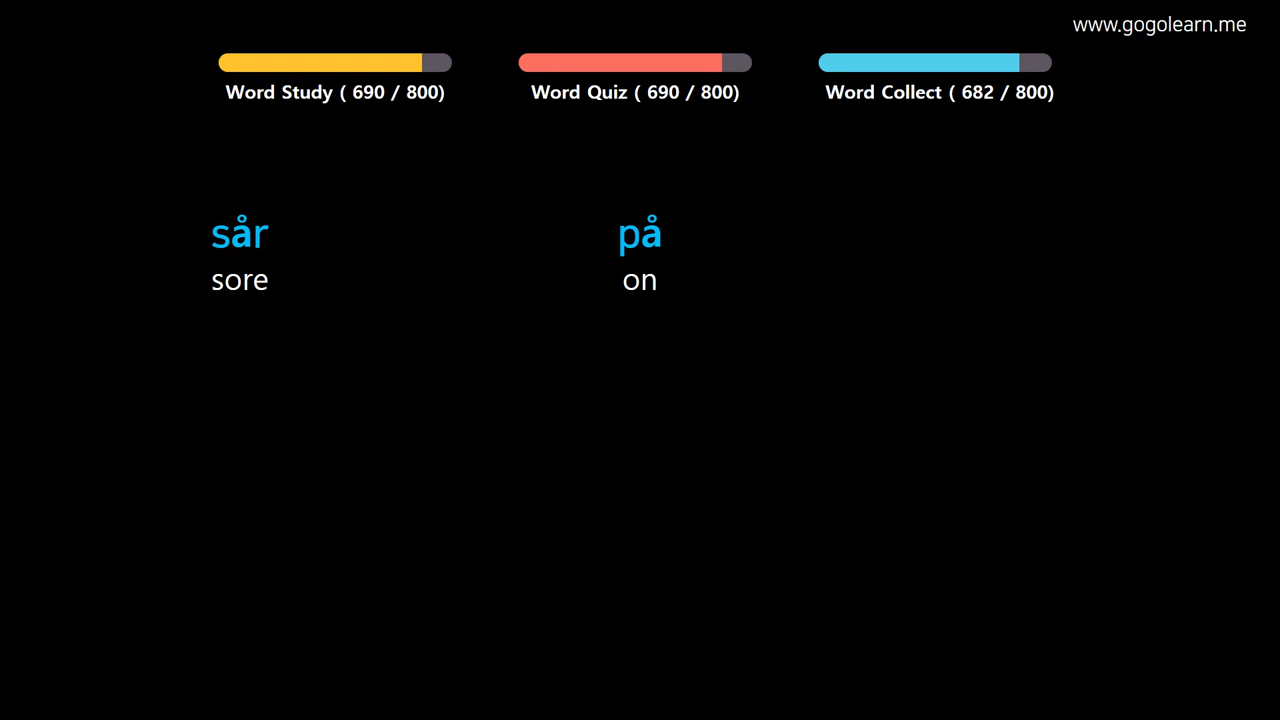 www.gogolearn.me
Word Study ( 690 / 800)
Word Quiz ( 690 / 800)
Word Collect ( 682 / 800)
sår
på
sore
on